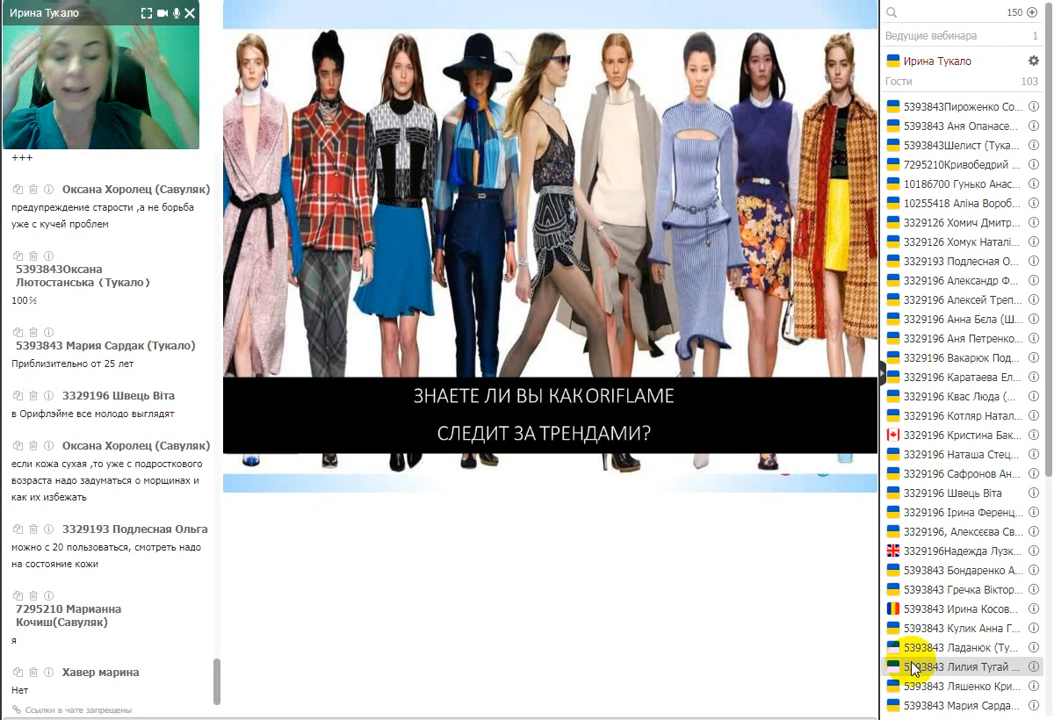 Ирина Тукало
+++
Оксана Хоролец (Савуляк)
предупреждение старости ,а не борьба
уже с кучей проблем
5393843Оксана
Лютостанська (Тукало)
100%
5393843 Мария Сардак (Тукало)
Приблизительно от 25 лет
3329196 Швець Віта
в Орифлэйме все молодо выглядят
Оксана Хоролец (Савуляк)
если кожа сухая ,то уже с подросткового
возраста надо задуматься о морщинах и
как их избежать
3329193 Подлесная Ольга
можно с 20 пользоваться, смотреть надо
на состояние кожи
7295210 Марианна
Кочиш(Савуляк)
я
Хавер марина
Нет
Ссылки в чате запрещены
ЗНАЕТЕ ЛИ ВЫ КАК ORIFLAME
СЛЕДИТ ЗА ТРЕНДАМИ?
150
Ведущие вебинара 1
Ирина Тукало
Гости 103
5393843Пироженко Со...
5393843 Аня Опанасе...
5393843Шелист (Тука...
7295210Кривобедрий ...
10186700 Гунько Анас...
10255418 Аліна Вороб...
3329126 Хомич Дмитр...
3329126 Хомук Наталі...
3329193 Подлесная О...
3329196 Александр Ф...
3329196 Алексей Треп...
3329196 Анна Бєла (Ш...
3329196 Аня Петренко...
3329196 Вакарюк Под...
3329196 Каратаева Ел...
3329196 Квас Люда (...
3329196 Котляр Натал...
3329196 Кристина Бак...
3329196 Наташа Стец...
3329196 Сафронов Ан...
3329196 Швець Віта
3329196 Ірина Ференц...
3329196, Алексєєва Св...
3329196Надежда Лузк...
5393843 Бондаренко А...
5393843 Гречка Віктор...
5393843 Ирина Косов...
5393843 Кулик Анна Г...
5393843 Ладанюк (Ту...
5393843 Лилия Тугай ...
5393843 Ляшенко Кри...
5393843 Мария Сарда...